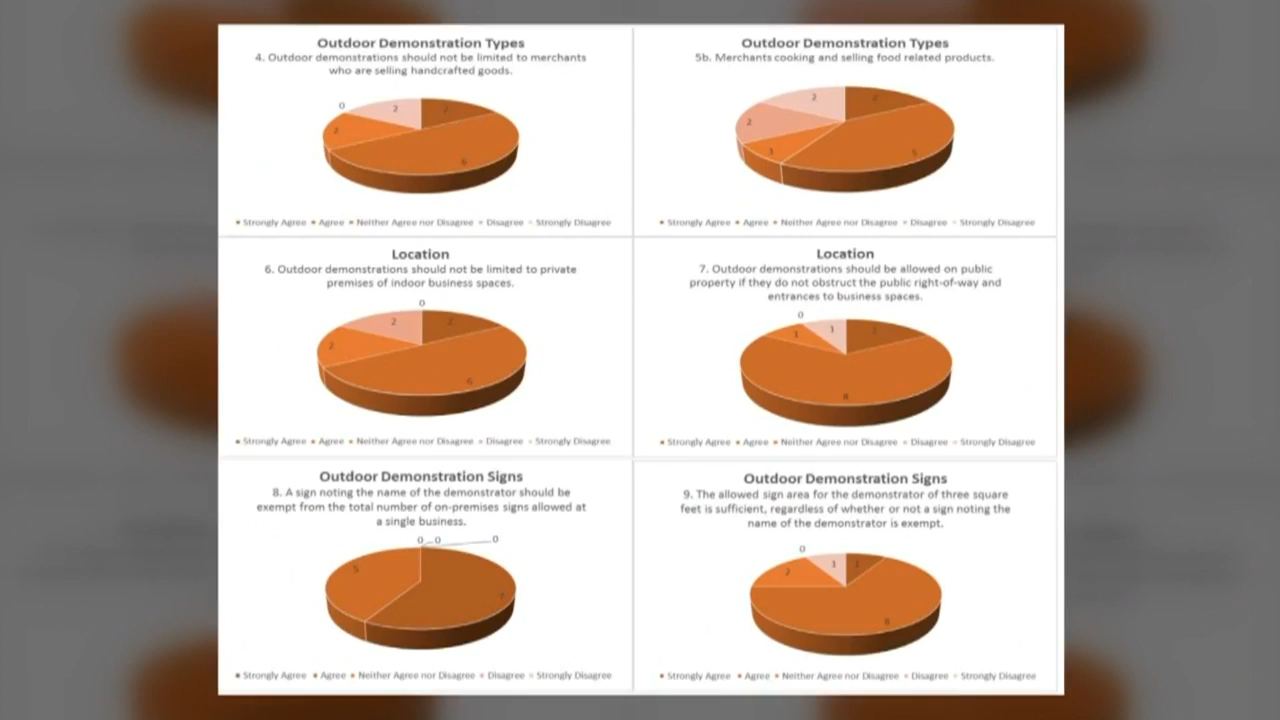 Outdoor Demonstration Types
4. Outdoor demonstrations should not be limited to merchants
who are selling handcrafted goods.
0
2
2
2
6
Strongly Agree Agree Neither Agree nor Disagree Disagree Strongly Disagree
Outdoor Demonstration Types
5b. Merchants cooking and selling food related products.
2
2
2
1
5
Strongly Agree Agree Neither Agree nor Disagree Disagree Strongly Disagree
Location
6. Outdoor demonstrations should not be limited to private
premises of indoor business spaces.
0
2
2
2
6
Strongly Agree Agree Neither Agree nor Disagree Disagree Strongly Disagree
Location
7. Outdoor demonstrations should be allowed on public
property if they do not obstruct the public right-of-way and
entrances to business spaces.
0
1
1
8
Strongly Agree Agree Neither Agree nor Disagree Disagree Strongly Disagree
Outdoor Demonstration Signs
8. A sign noting the name of the demonstrator should be
exempt from the total number of on-premises signs allowed at
a single business.
0 0 0
5
7
Strongly Agree Agree Neither Agree nor Disagree Disagree Strongly Disagree
Outdoor Demonstration Signs
9. The allowed sign area for the demonstrator of three square
feet is sufficient, regardless of whether or not a sign noting the
name of the demonstrator is exempt.
0
1 1
2
8
Strongly Agree Agree Neither Agree nor Disagree Disagree Strongly Disagree